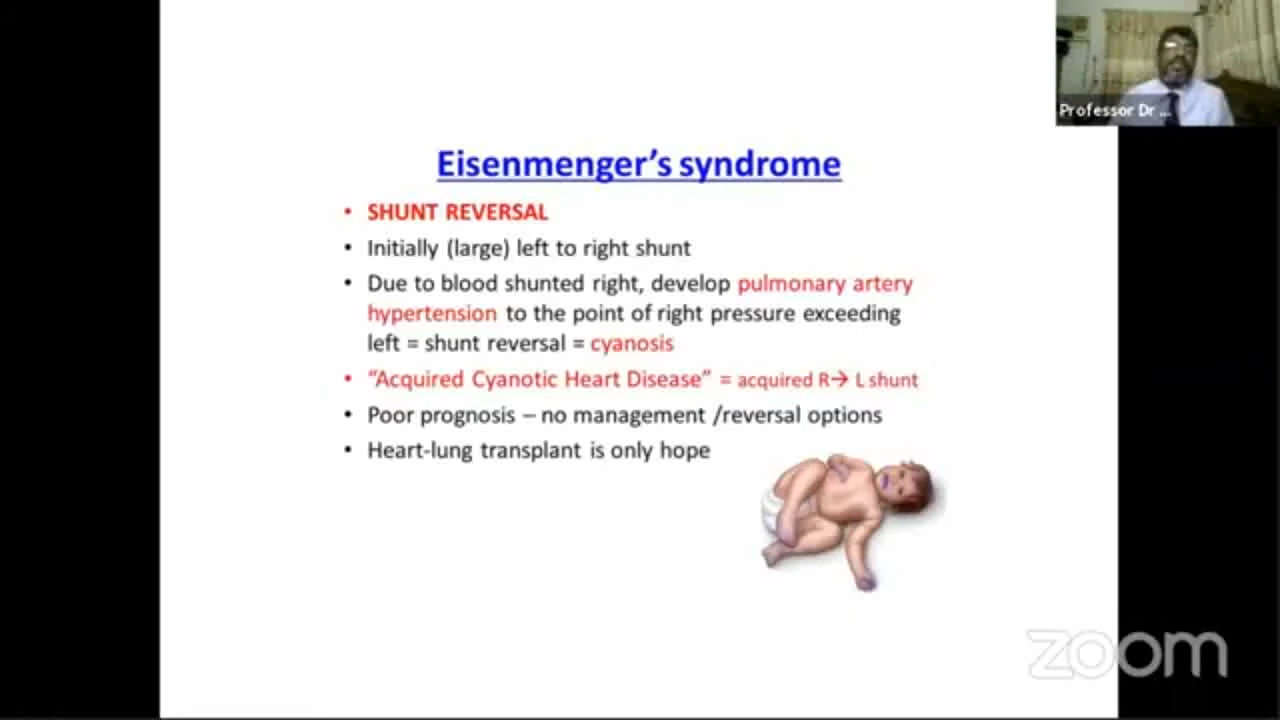 Professor Dr ...
Eisenmenger's syndrome
• SHUNT REVERSAL
• Initially (large) left to right shunt
• Due to blood shunted right, develop pulmonary artery
hypertension to the point of right pressure exceeding
left = shunt reversal = cyanosis
• “Acquired Cyanotic Heart Disease” = acquired R→ L shunt
• Poor prognosis – no management /reversal options
• Heart-lung transplant is only hope
zoom